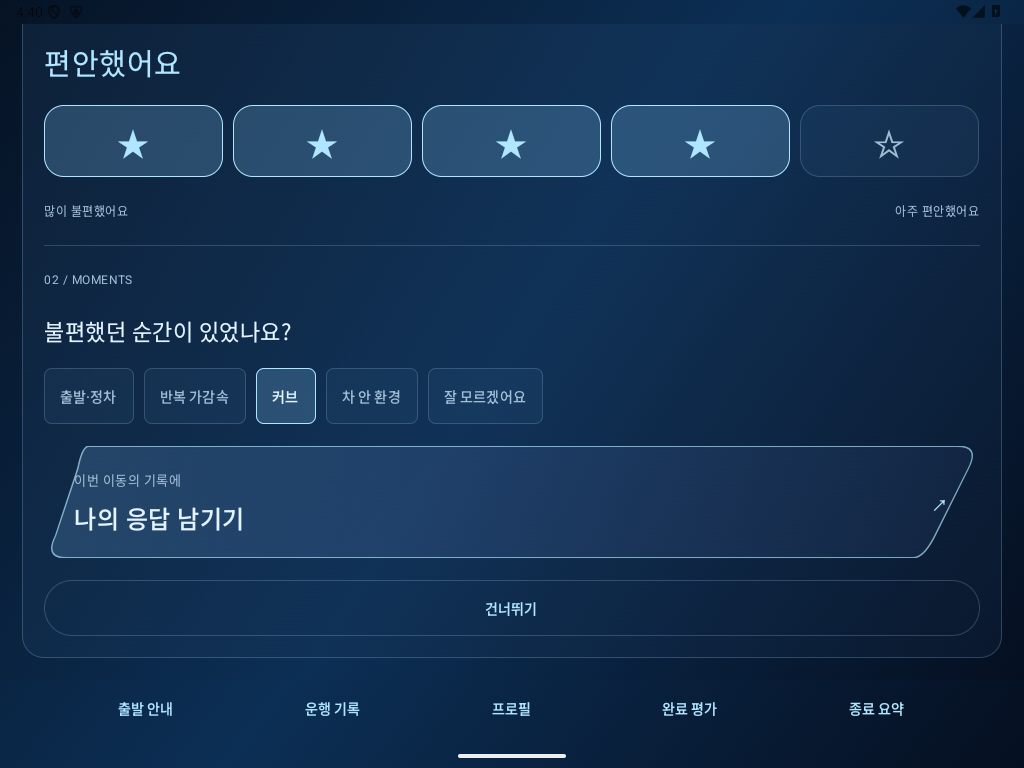 4:40
편안했어요
★ ★ ★ ★ ☆
많이 불편했어요 아주 편안했어요
02 / MOMENTS
불편했던 순간이 있었나요?
출발·정차 반복 가감속 커브 차 안 환경 잘 모르겠어요
이번 이동의 기록에
나의 응답 남기기 ↗
건너뛰기
출발 안내 운행 기록 프로필 완료 평가 종료 요약